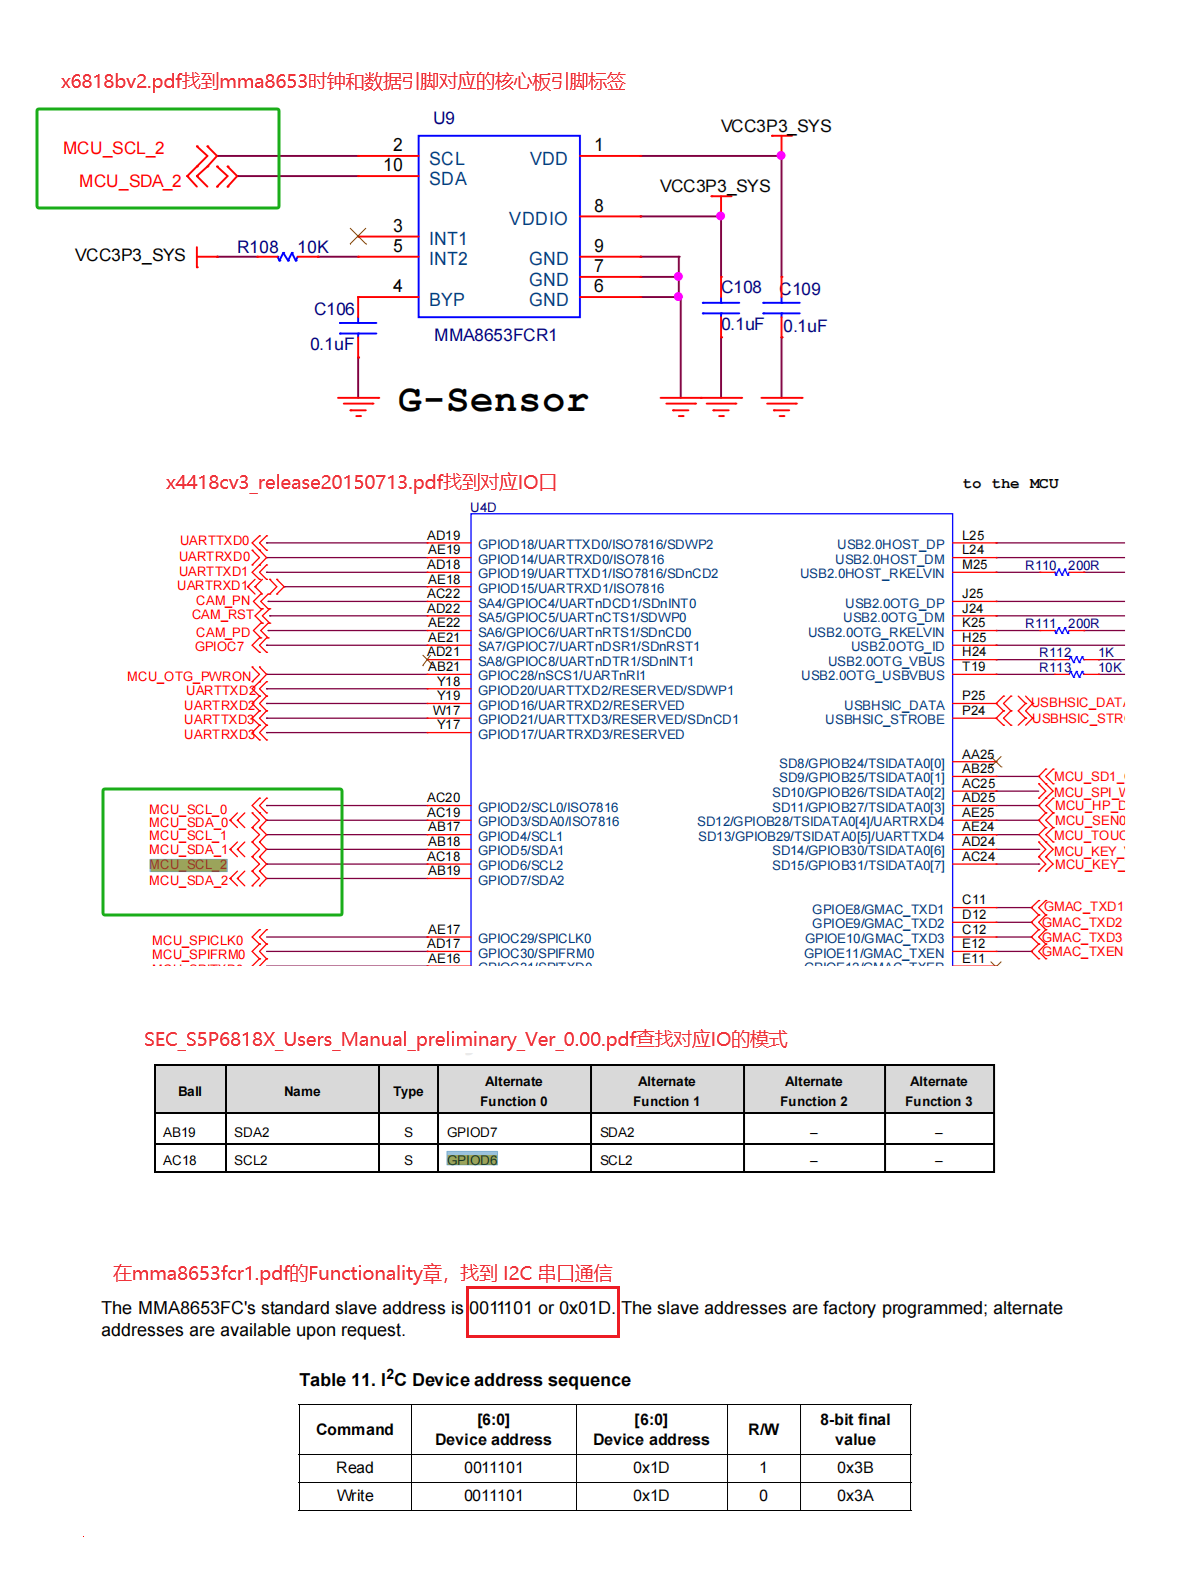 x6818bv2.pdf找到mma8653时钟和数据引脚对应的核心板引脚标签
U9
VCC3P3_SYS
MCU_SCL_2
2
SCL
VDD
1
MCU_SDA_2
10
SDA
VCC3P3_SYS
VDDIO
8
3
INT1
VCC3P3_SYS
R108
10K
5
INT2
GND
9
GND
7
4
BYP
GND
6
C106
0.1uF
C108
0.1uF
C109
0.1uF
MMA8653FCR1
G-Sensor
x4418cv3_release20150713.pdf找到对应IO口
to the MCU
U4D
UARTTXD0 AD19 GPIOD18/UARTTXD0/ISO7816/SDWP2
UARTRXD0 AE19 GPIOD14/UARTRXD0/ISO7816
UARTTXD1 AD18 GPIOD19/UARTTXD1/ISO7816/SDnCD2
UARTRXD1 AE18 GPIOD15/UARTRXD1/ISO7816
CAM_PN AC22 SA4/GPIOC4/UARTnDCD1/SDnINT0
CAM_RST AD22 SA5/GPIOC5/UARTnCTS1/SDWP0
CAM_PD AE22 SA6/GPIOC6/UARTnRTS1/SDnCD0
GPIOC7 AE21 SA7/GPIOC7/UARTnDSR1/SDnRST0
AD21 SA8/GPIOC8/UARTnDTR1/SDnINT1
MCU_OTG_PWRON AB21 GPIOC28/nSCS1/UARTnRI1
UARTTXD2 Y18 GPIOD20/UARTTXD2/RESERVED/SDWP1
UARTRXD2 Y19 GPIOD16/UARTRXD2/RESERVED
UARTTXD3 W17 GPIOD21/UARTTXD3/RESERVED/SDnCD1
UARTRXD3 Y17 GPIOD17/UARTRXD3/RESERVED
MCU_SCL_0 AC20 GPIOD2/SCL0/ISO7816
MCU_SDA_0 AC19 GPIOD3/SDA0/ISO7816
MCU_SCL_1 AB17 GPIOD4/SCL1
MCU_SDA_1 AB18 GPIOD5/SDA1
MCU_SCL_2 AC18 GPIOD6/SCL2
MCU_SDA_2 AB19 GPIOD7/SDA2
MCU_SPICLK0 AE17 GPIOC29/SPICLK0
MCU_SPIFRM0 AD17 GPIOC30/SPIFRM0
AE16
USB2.0HOST_DP L25
USB2.0HOST_DM L24
USB2.0HOST_RKELVIN M25 R110 200R
USB2.0OTG_DP J25
USB2.0OTG_DM J24
USB2.0OTG_RKELVIN K25 R111 200R
USB2.0OTG_ID H25
USB2.0OTG_VBUS H24 R112 1K
USB2.0OTG_USBVBUS T19 R113 10K
USBHSIC_DATA P25 USBHSIC_DATA
USBHSIC_STROBE P24 USBHSIC_STR
SD8/GPIOB24/TSIDATA0[0] AA25
SD9/GPIOB25/TSIDATA0[1] AB25 MCU_SD1_
SD10/GPIOB26/TSIDATA0[2] AC25 MCU_SPI_W
SD11/GPIOB27/TSIDATA0[3] AD25 MCU_HP_D
SD12/GPIOB28/TSIDATA0[4]/UARTRXD4 AE25 MCU_SEN0
SD13/GPIOB29/TSIDATA0[5]/UARTTXD4 AE24 MCU_TOUC
SD14/GPIOB30/TSIDATA0[6] AD24 MCU_KEY_
SD15/GPIOB31/TSIDATA0[7] AC24 MCU_KEY_
GPIOE8/GMAC_TXD1 C11 GMAC_TXD1
GPIOE9/GMAC_TXD2 D12 GMAC_TXD2
GPIOE10/GMAC_TXD3 C12 GMAC_TXD3
GPIOE11/GMAC_TXEN E12 GMAC_TXEN
E11
SEC_S5P6818X_Users_Manual_preliminary_Ver_0.00.pdf查找对应IO的模式
Ball Name Type Alternate Function 0 Alternate Function 1 Alternate Function 2 Alternate Function 3
AB19 SDA2 S GPIOD7 SDA2 – –
AC18 SCL2 S GPIOD6 SCL2 – –
在mma8653fcr1.pdf的Functionality章，找到 I2C 串口通信
The MMA8653FC's standard slave address is 0011101 or 0x01D. The slave addresses are factory programmed; alternate
addresses are available upon request.
Table 11. I2C Device address sequence
Command [6:0] Device address [6:0] Device address R/W 8-bit final value
Read 0011101 0x1D 1 0x3B
Write 0011101 0x1D 0 0x3A